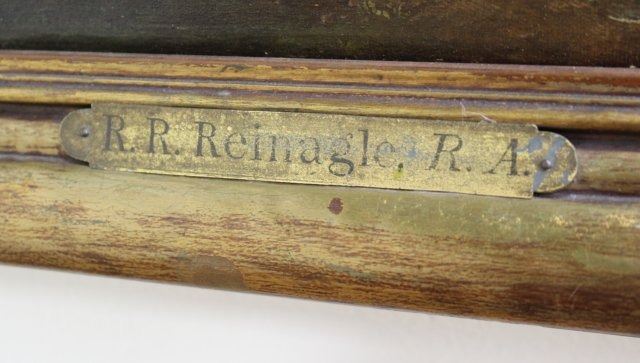 R. R. Reinagle, R. A.